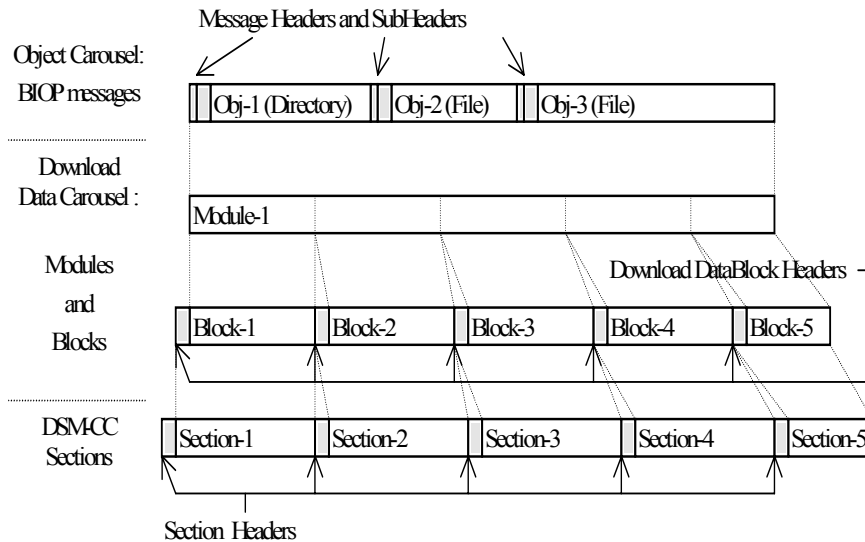 Message Headers and SubHeaders
Object Carousel:
BIOP messages
Obj-1 (Directory)
Obj-2 (File)
Obj-3 (File)
Download
Data Carousel :
Module-1
Modules
and
Blocks
Download DataBlock Headers
Block-1
Block-2
Block-3
Block-4
Block-5
DSM-CC
Sections
Section-1
Section-2
Section-3
Section-4
Section-5
Section Headers